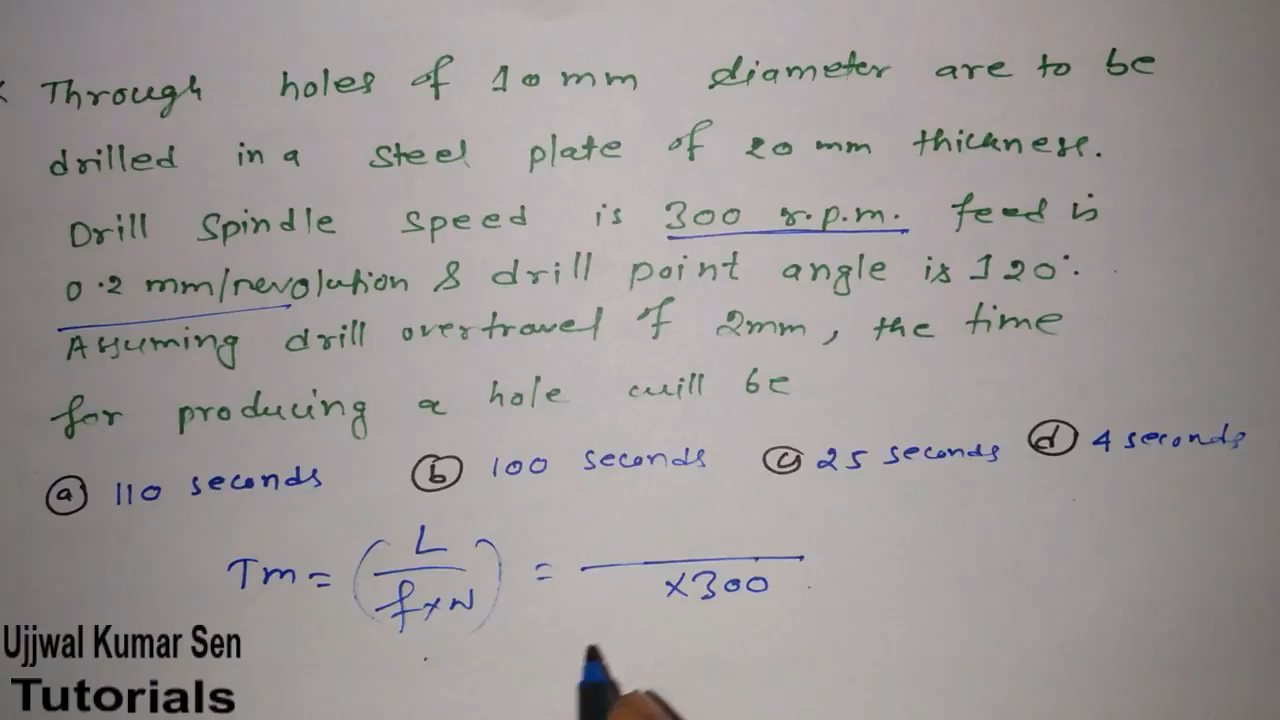 Through holes of 10 mm diameter are to be
drilled in a steel plate of 20 mm thickness.
Drill Spindle speed is 300 r.p.m. feed is
0.2 mm/revolution & drill point angle is 120°.
Assuming drill overtravel of 2mm, the time
for producing a hole will be
(a) 110 seconds (b) 100 seconds (c) 25 seconds (d) 4 seconds
Tm = (L / f×N) = / ×300
Ujjwal Kumar Sen
Tutorials